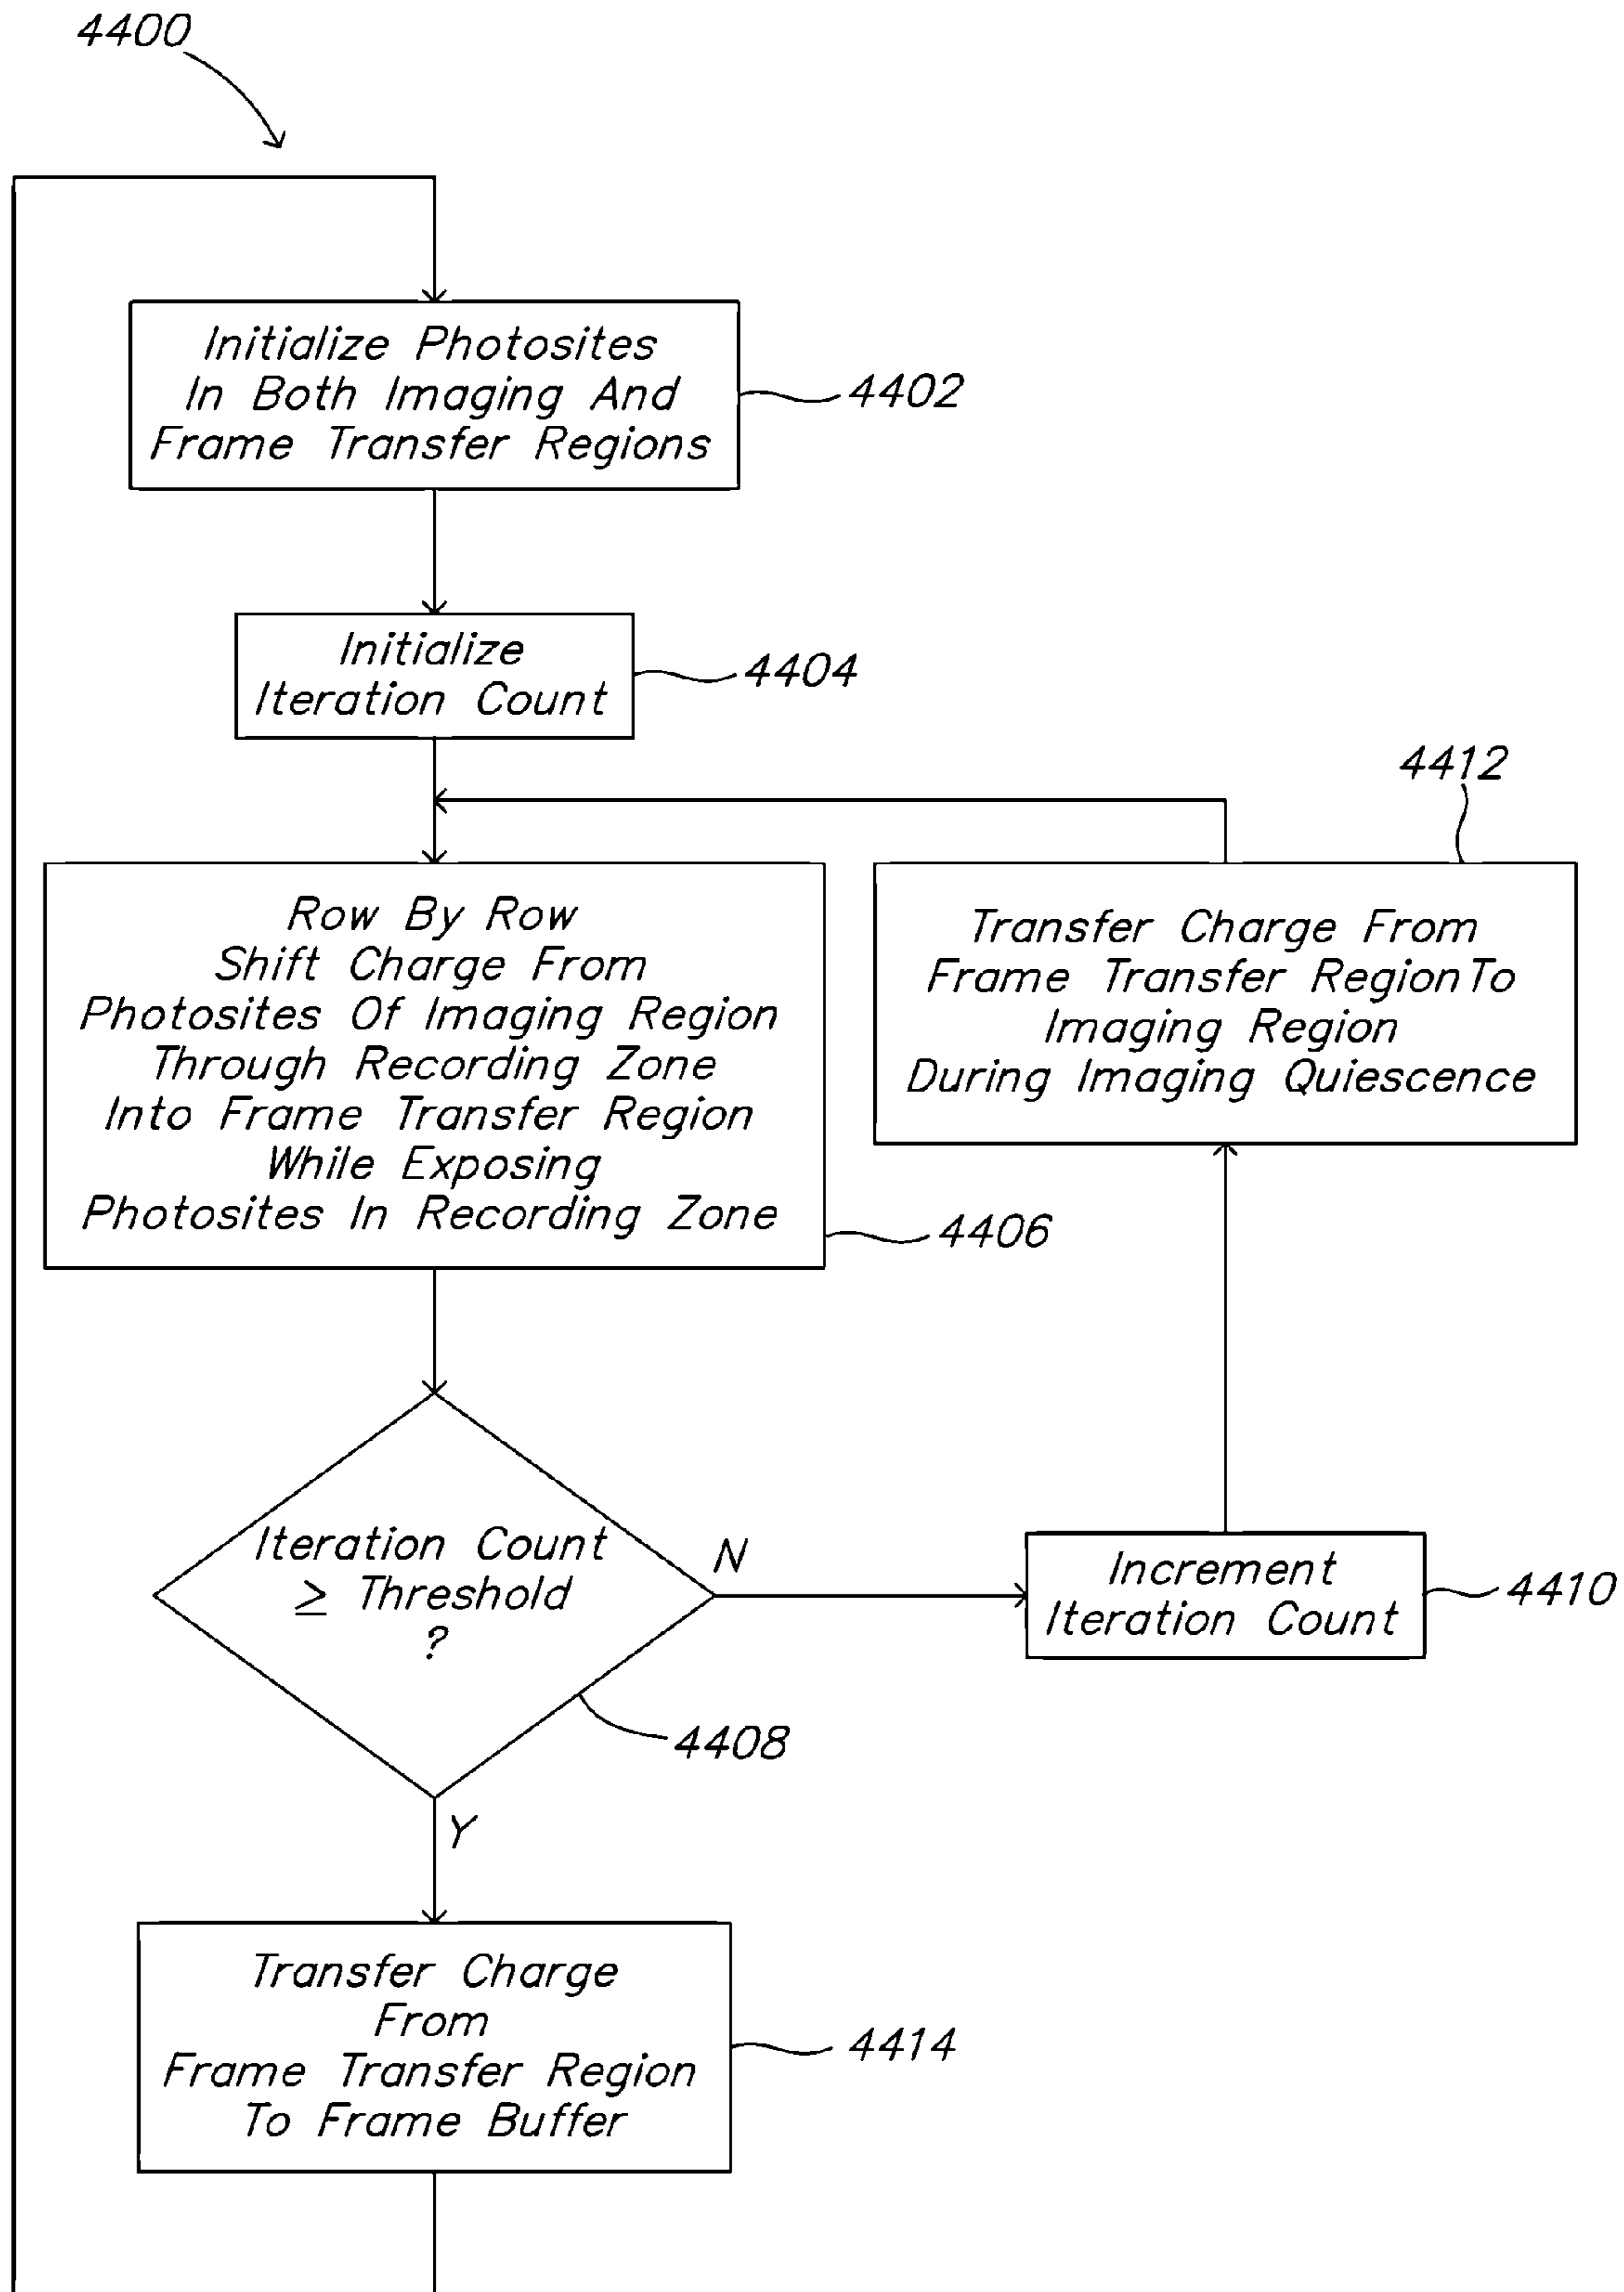 4400
Initialize Photosites
In Both Imaging And
Frame Transfer Regions
4402
Initialize
Iteration Count
4404
4412
Row By Row
Shift Charge From
Photosites Of Imaging Region
Through Recording Zone
Into Frame Transfer Region
While Exposing
Photosites In Recording Zone
4406
Transfer Charge From
Frame Transfer RegionTo
Imaging Region
During Imaging Quiescence
Iteration Count
≥ Threshold
?
N
4408
Y
Increment
Iteration Count
4410
Transfer Charge
From
Frame Transfer Region
To Frame Buffer
4414